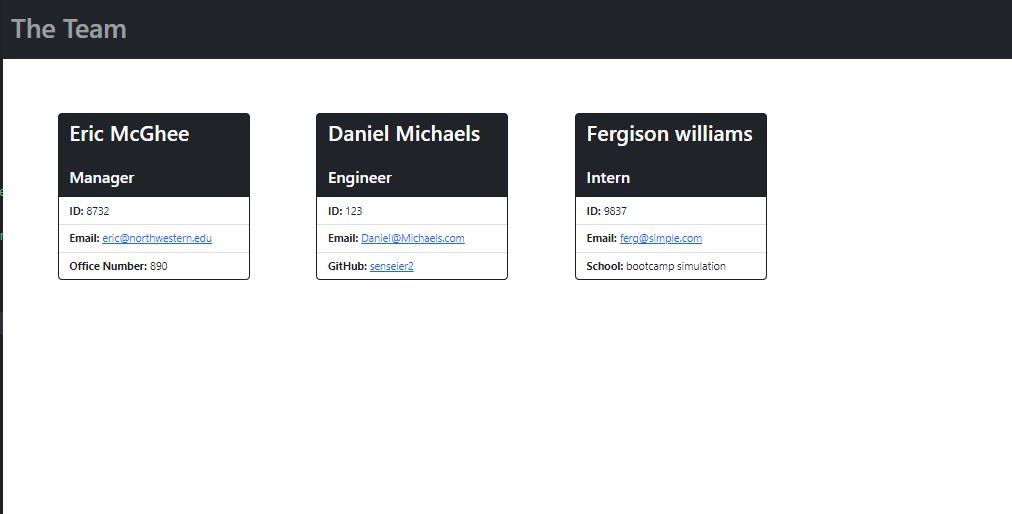 The Team
Eric McGhee
Manager
ID: 8732
Email: eric@northwestern.edu
Office Number: 890
Daniel Michaels
Engineer
ID: 123
Email: Daniel@Michaels.com
GitHub: senseier2
Fergison williams
Intern
ID: 9837
Email: ferg@simple.com
School: bootcamp simulation